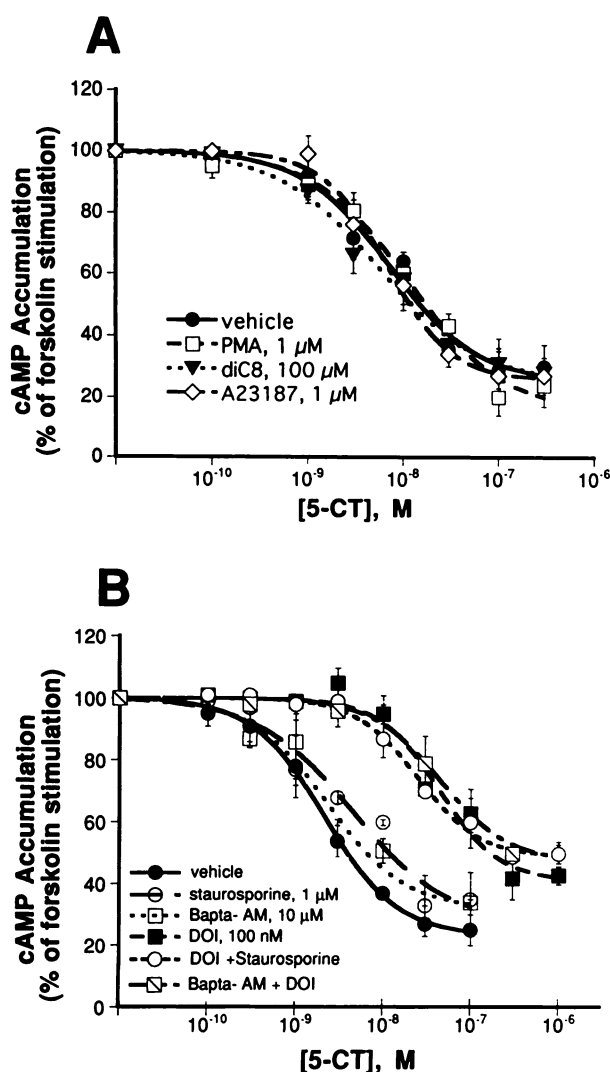 A
120
100
80
60
40
20
0
cAMP Accumulation
(% of forskolin stimulation)
vehicle
PMA, 1 µM
diC8, 100 µM
A23187, 1 µM
10⁻¹⁰
10⁻⁹
10⁻⁸
10⁻⁷
10⁻⁶
[5-CT], M
B
120
100
80
60
40
20
0
cAMP Accumulation
(% of forskolin stimulation)
vehicle
staurosporine, 1 µM
Bapta- AM, 10 µM
DOI, 100 nM
DOI +Staurosporine
Bapta- AM + DOI
10⁻¹⁰
10⁻⁹
10⁻⁸
10⁻⁷
10⁻⁶
[5-CT], M